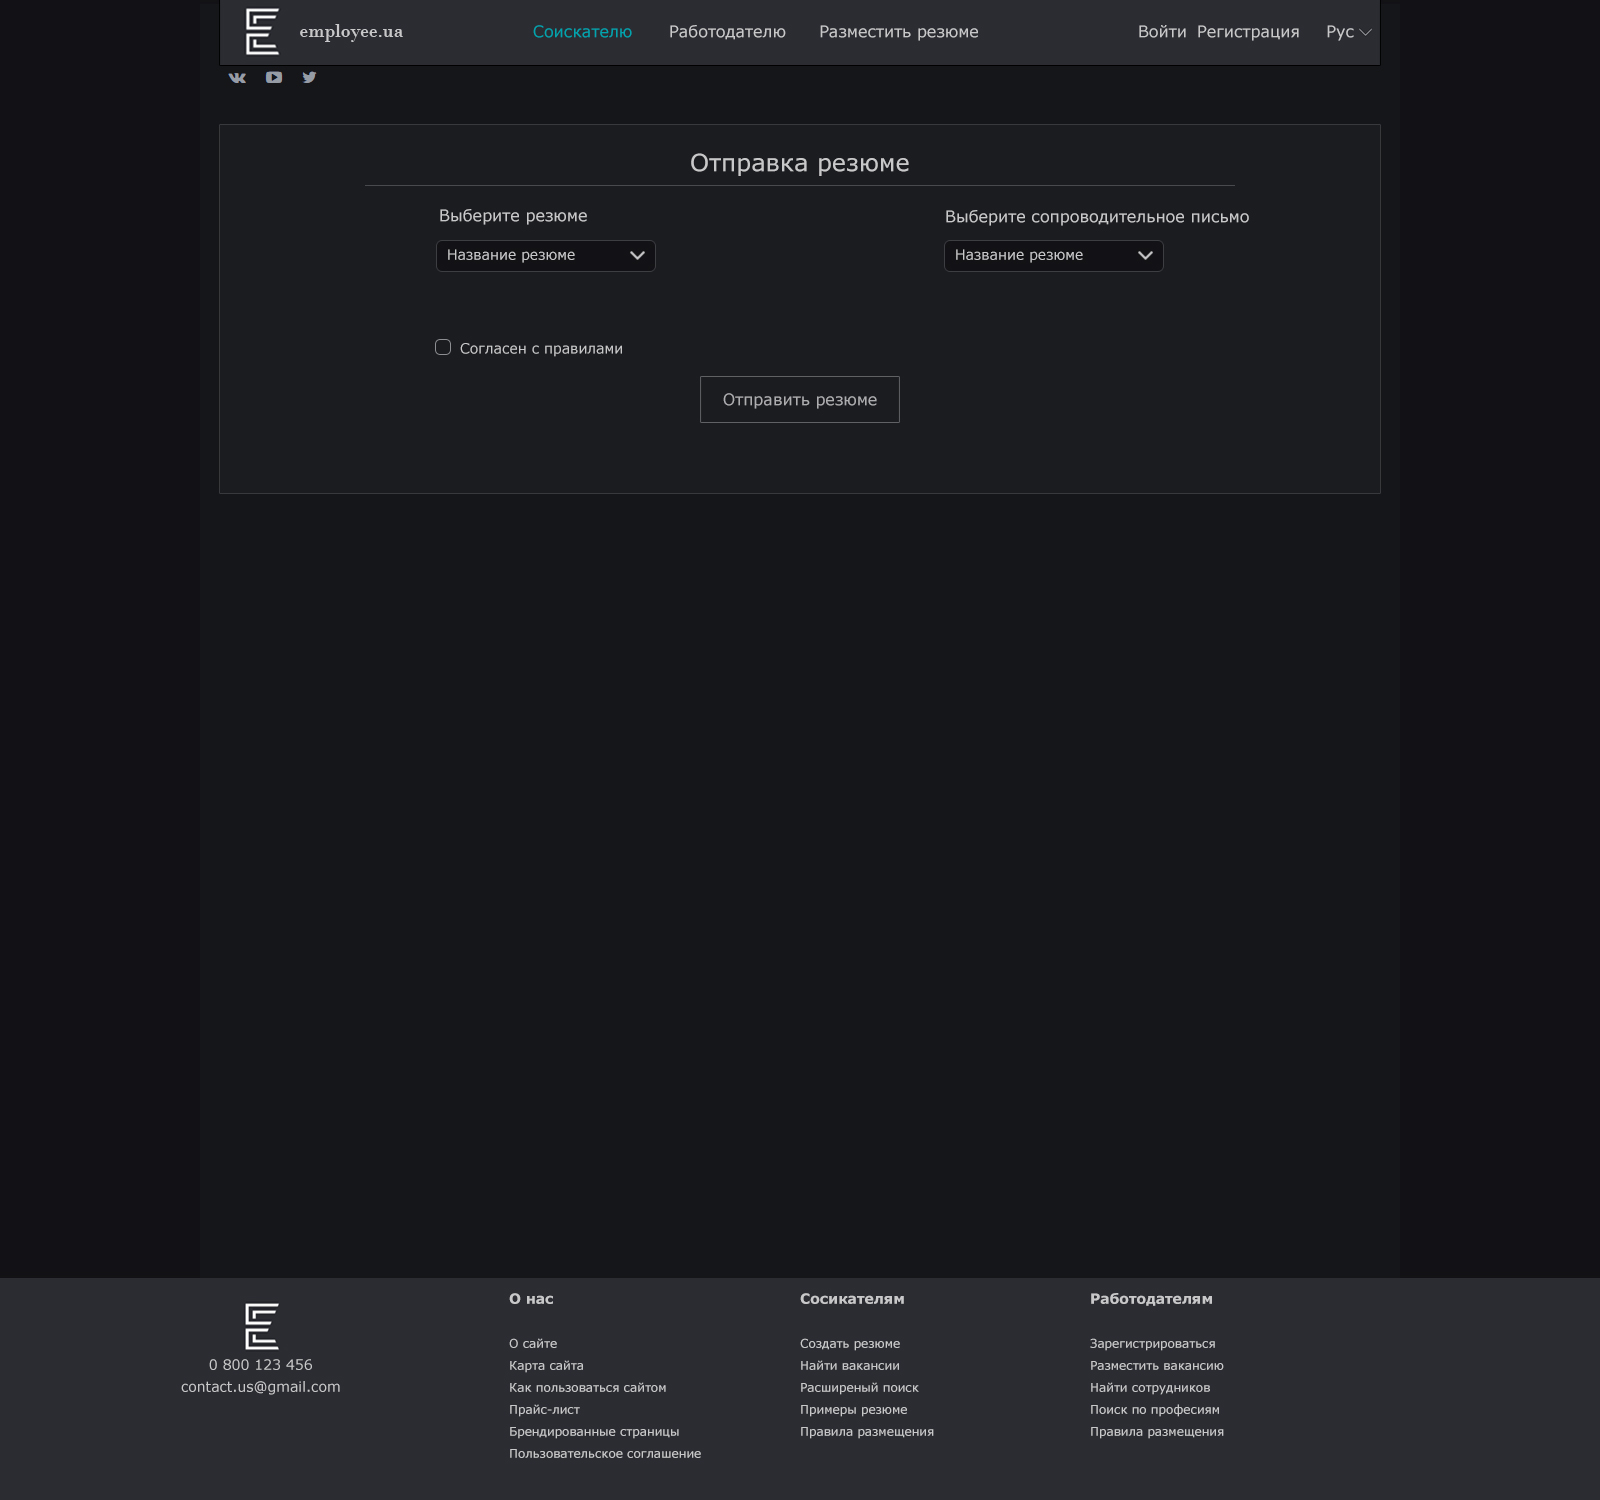 employee.ua
Соискателю
Работодателю
Разместить резюме
Войти
Регистрация
Рус
Отправка резюме
Выберите резюме
Название резюме
Выберите сопроводительное письмо
Название резюме
Согласен с правилами
Отправить резюме
0 800 123 456
contact.us@gmail.com
О нас
О сайте
Карта сайта
Как пользоваться сайтом
Прайс-лист
Брендированные страницы
Пользовательское соглашение
Сосикателям
Создать резюме
Найти вакансии
Расширеный поиск
Примеры резюме
Правила размещения
Работодателям
Зарегистрироваться
Разместить вакансию
Найти сотрудников
Поиск по професиям
Правила размещения